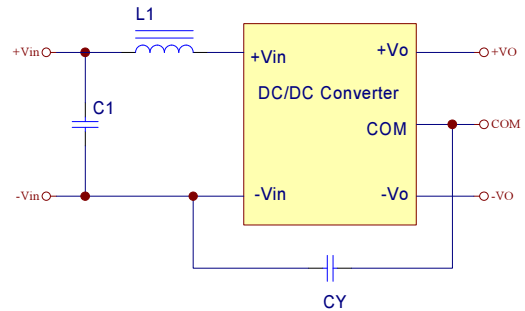 L1
+Vin
+Vin
+Vo
+VO
DC/DC Converter
C1
COM
COM
-Vin
-Vin
-Vo
-VO
CY